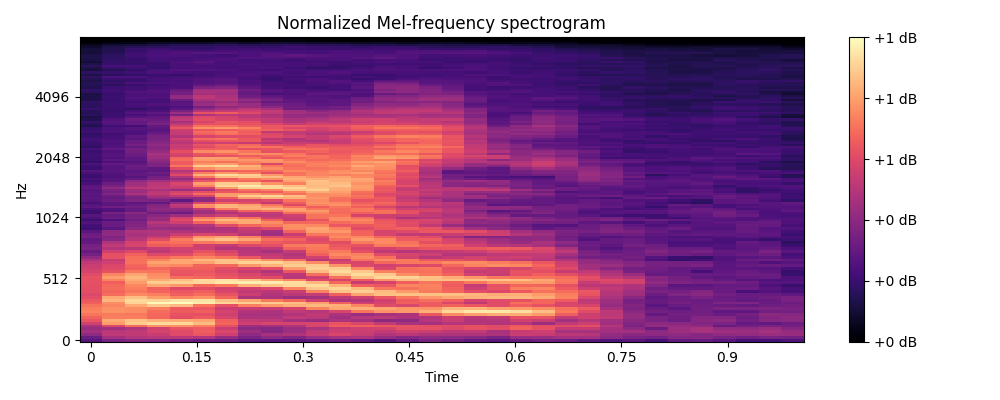 Normalized Mel-frequency spectrogram
Hz
4096
2048
1024
512
0
0 0.15 0.3 0.45 0.6 0.75 0.9
Time
+1 dB
+1 dB
+1 dB
+0 dB
+0 dB
+0 dB